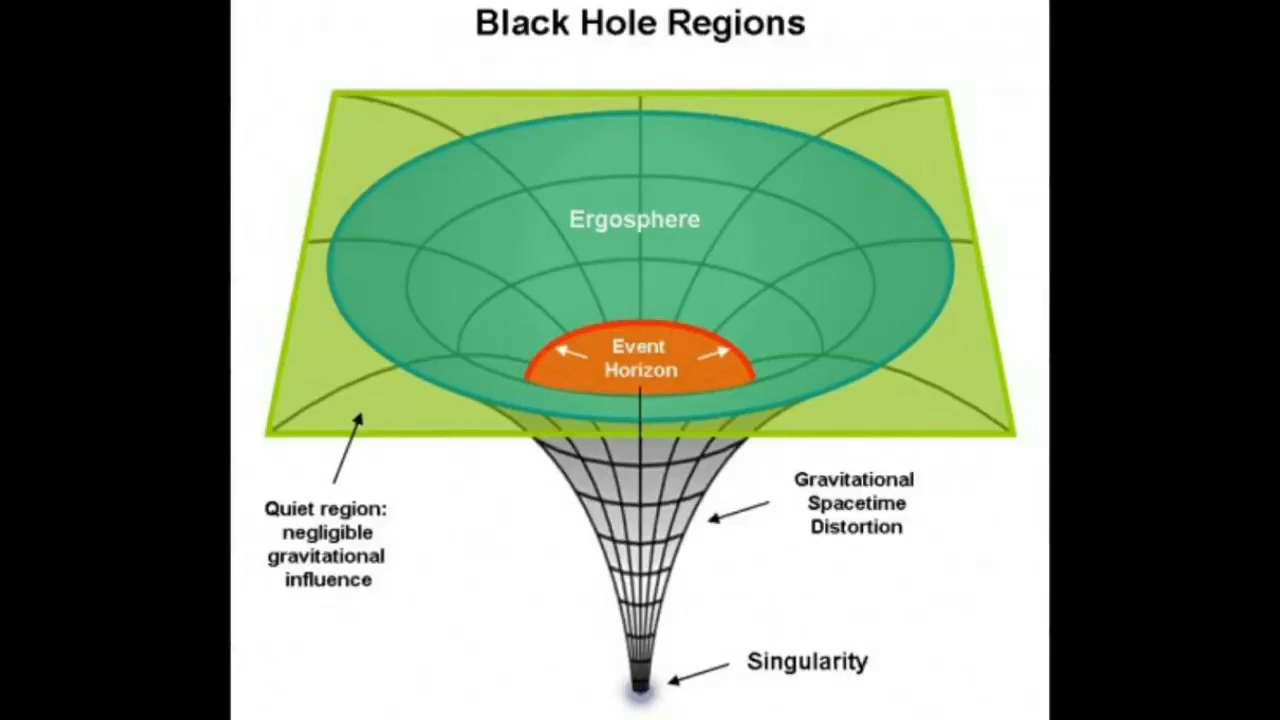 Black Hole Regions
Ergosphere
Event
Horizon
Quiet region:
negligible
gravitational
influence
Gravitational
Spacetime
Distortion
Singularity